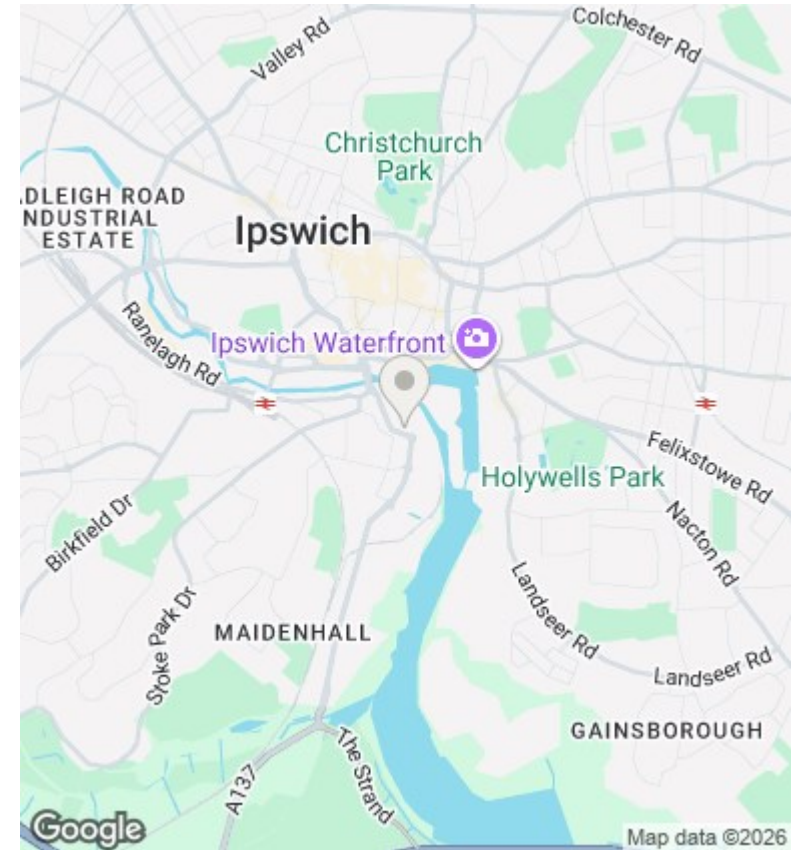 Colchester Rd
Valley Rd
Christchurch
Park
ADLEIGH ROAD
NDUSTRIAL
ESTATE
Ipswich
Ranelagh Rd
Ipswich Waterfront
Felixstowe Rd
Holywells Park
Nacton Rd
Birkfield Dr
Stoke Park Dr
Landseer Rd
MAIDENHALL
Landseer Rd
GAINSBOROUGH
The Strand
A137
Google
Map data ©2026